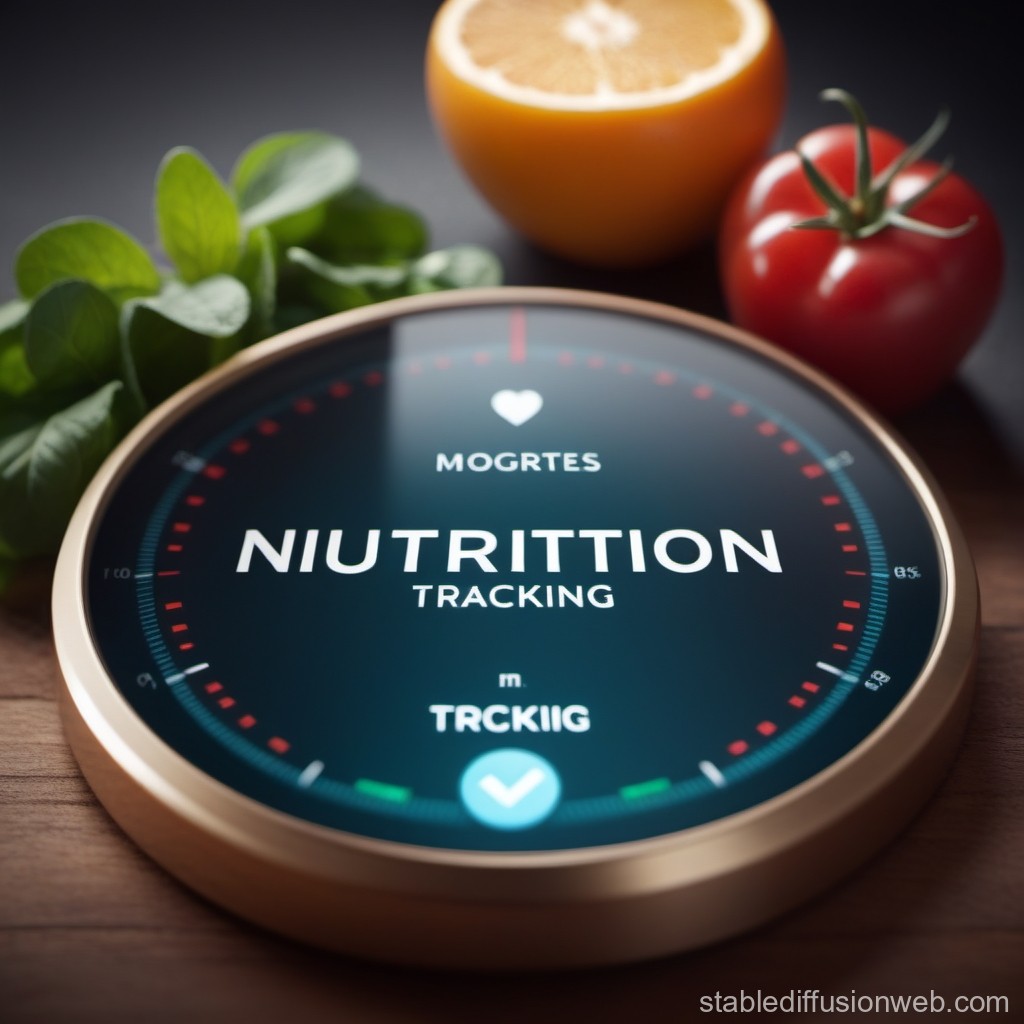 MOGRTES
NIUTRITTION
TRACKING
m.
TRCKIIG
stablediffusionweb.com